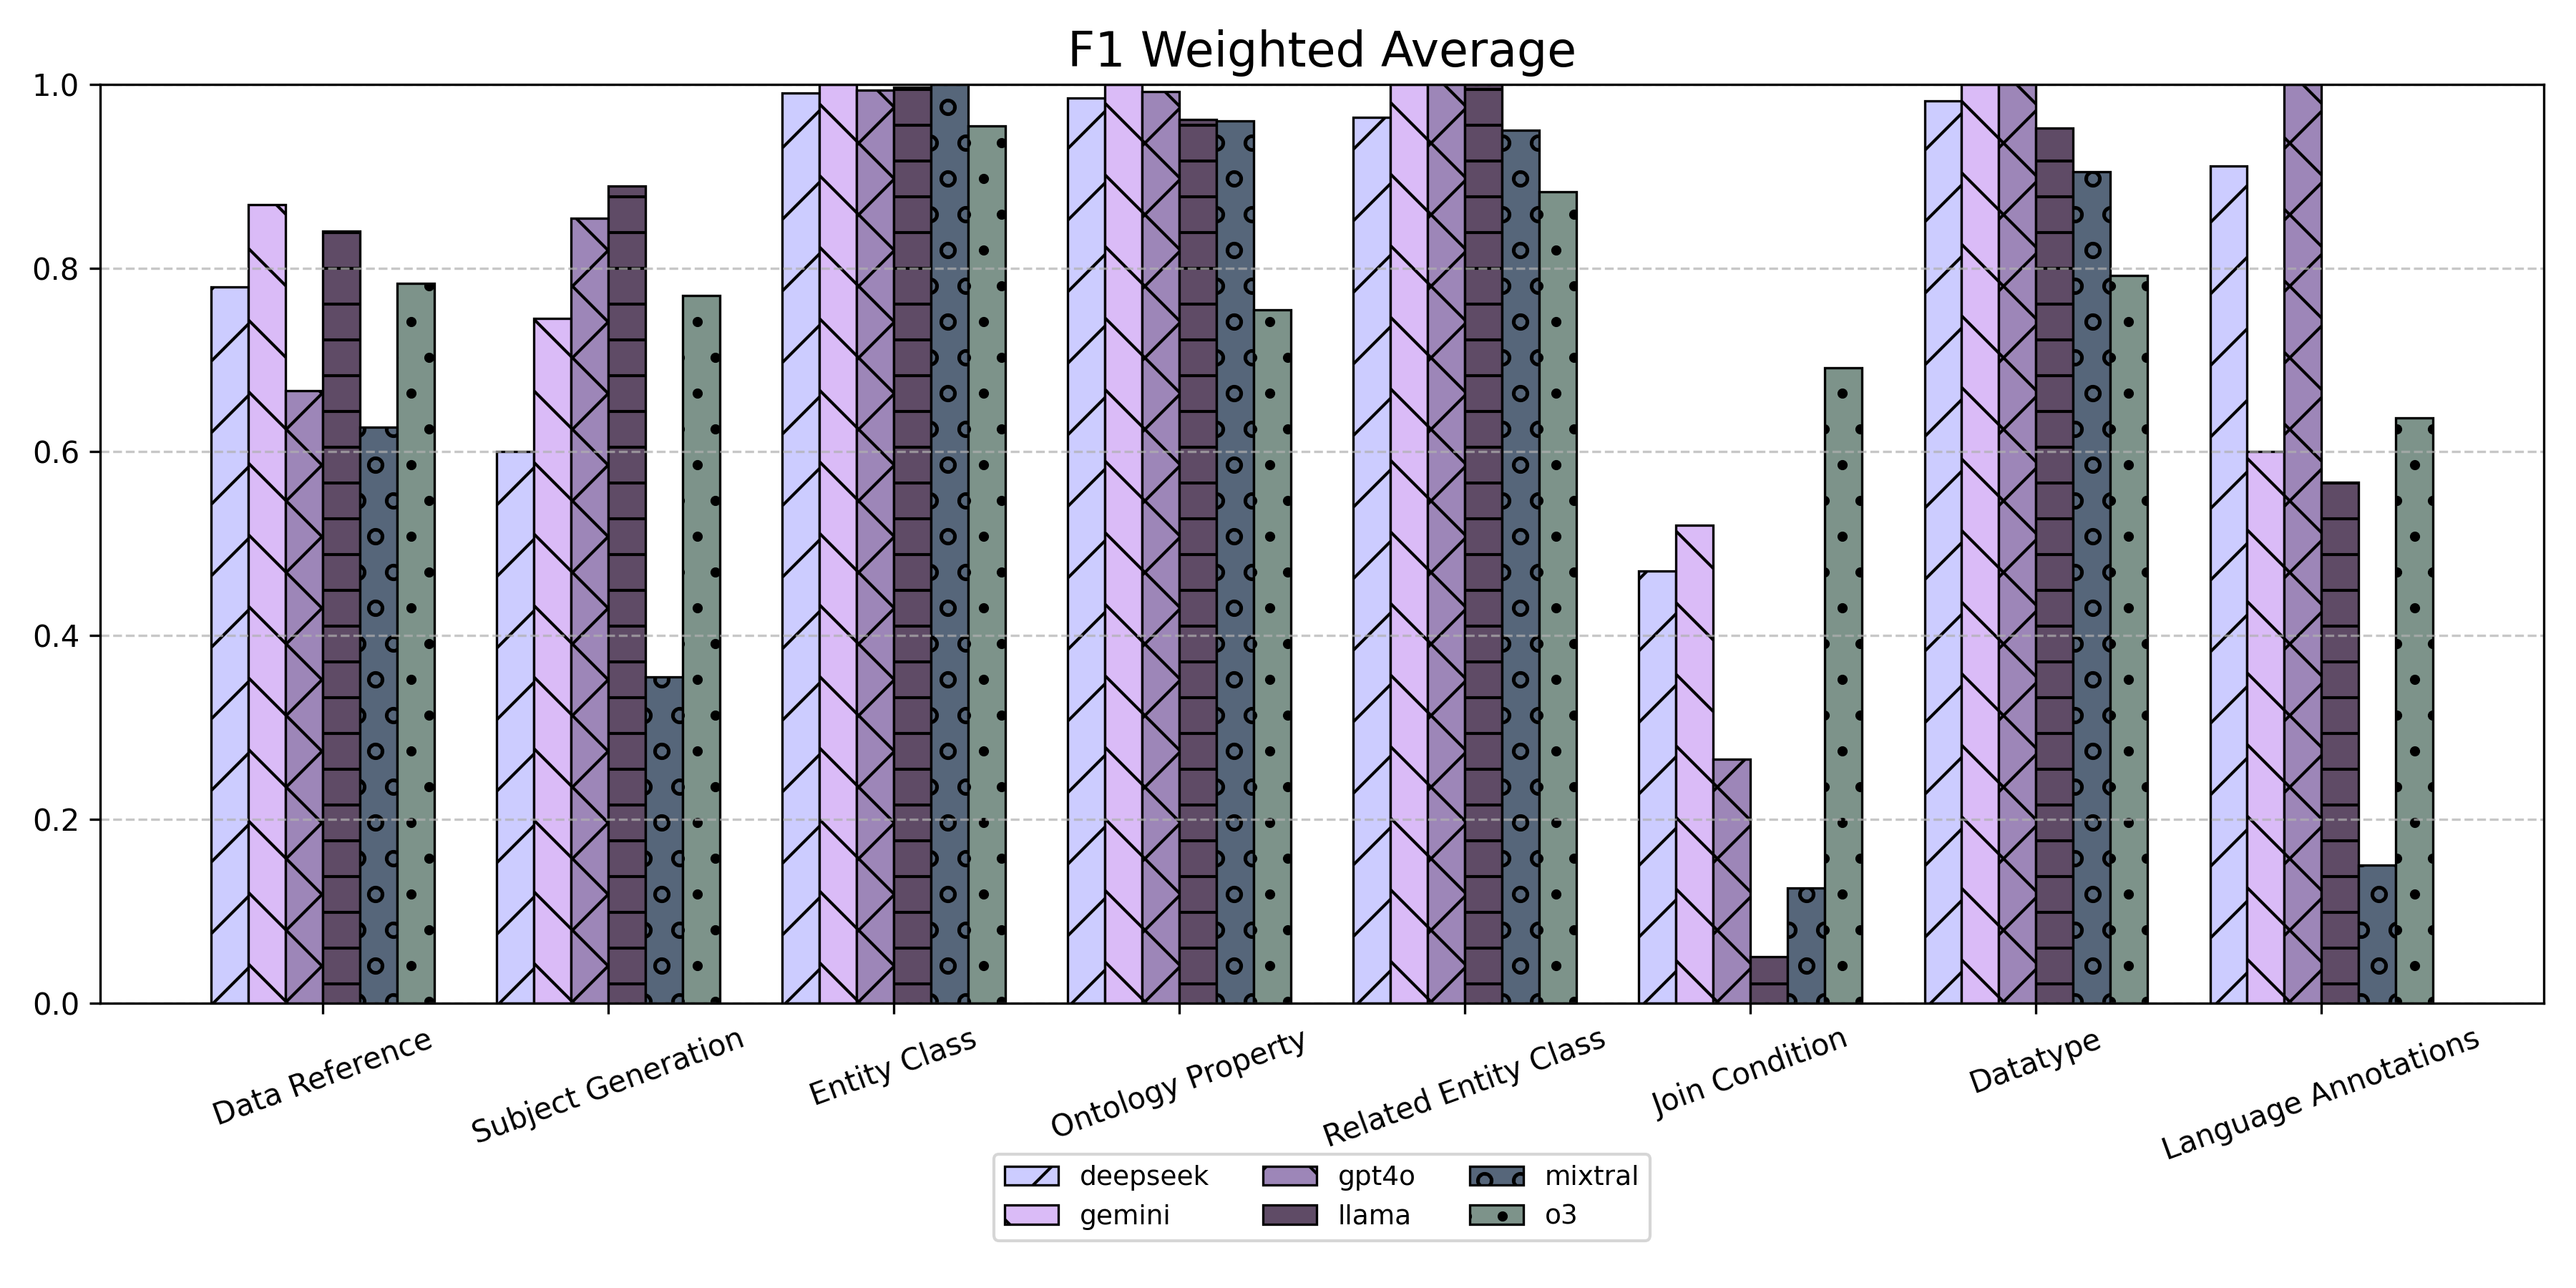 F1 Weighted Average
1.0
0.8
0.6
0.4
0.2
0.0
Data Reference
Subject Generation
Entity Class
Ontology Property
Related Entity Class
Join Condition
Datatype
Language Annotations
deepseek gpt4o mixtral
gemini llama o3